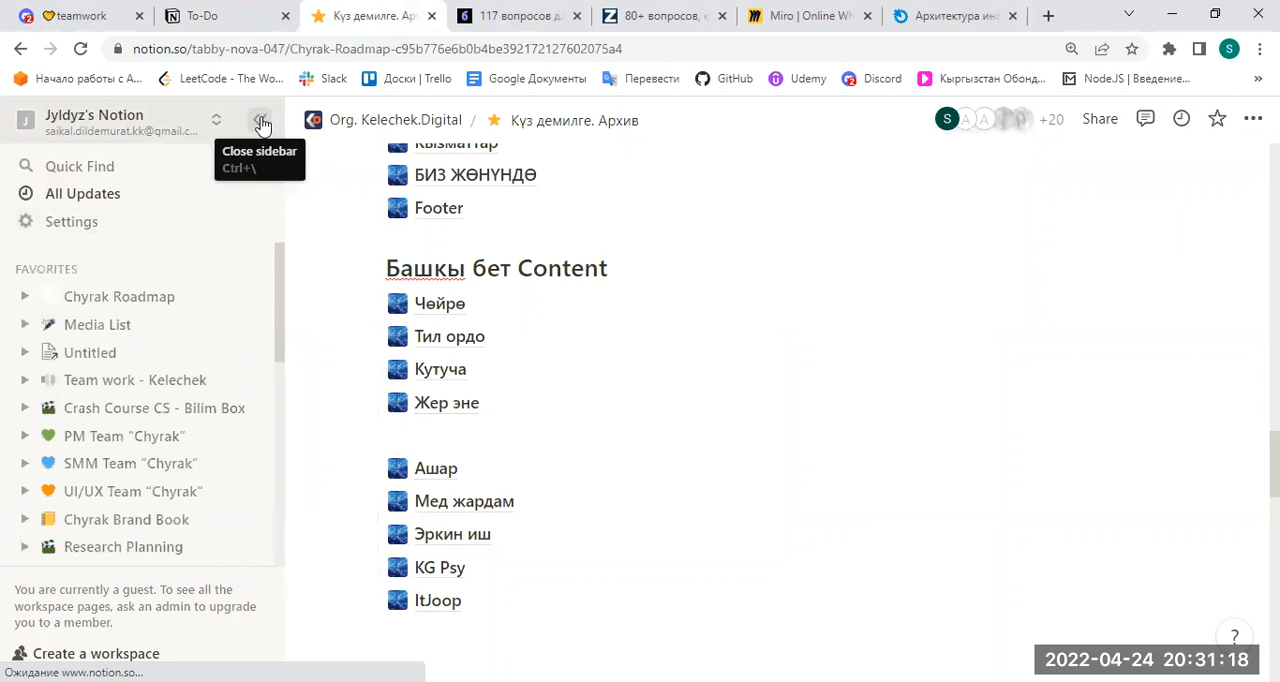 teamwork
To-Do
Күз демилге. Ар
117 вопросов д
80+ вопросов, к
Miro | Online Wh
Архитектура ин
notion.so/tabby-nova-047/Chyrak-Roadmap-c95b776e6b0b4be392172127602075a4
S
Начало работы с А...
LeetCode - The Wo...
Slack
Доски | Trello
Google Документы
Перевести
GitHub
Udemy
Discord
Кыргызстан Обонд...
Node.JS | Введение...
»
J
Jyldyz's Notion
saikal.dildemurat.kk@gmail.c...
Close sidebar
Ctrl+\
Quick Find
All Updates
Settings
FAVORITES
Chyrak Roadmap
Media List
Untitled
Team work - Kelechek
Crash Course CS - Bilim Box
PM Team “Chyrak”
SMM Team “Chyrak”
UI/UX Team “Chyrak”
Chyrak Brand Book
Research Planning
You are currently a guest. To see all the
workspace pages, ask an admin to upgrade
you to a member.
Create a workspace
Ожидание www.notion.so...
Org. Kelechek.Digital / Күз демилге. Архив
S A A +20 Share
Кызматтар
БИЗ ЖӨНҮНДӨ
Footer
Башкы бет Content
Чөйрө
Тил ордо
Кутуча
Жер эне
Ашар
Мед жардам
Эркин иш
KG Psy
ItJoop
?
2022-04-24 20:31:18